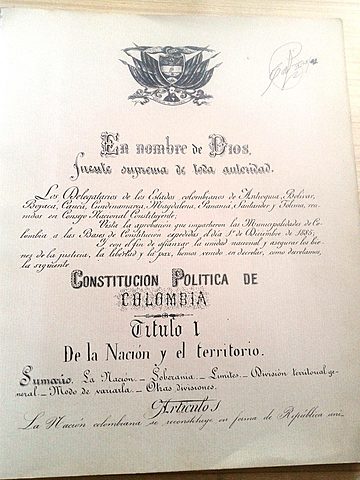 En nombre de Dios,
fuente suprema de toda autoridad.
Los Delegatarios de los Estados colombianos de Antioquia, Bolívar,
Boyacá, Cauca, Cundinamarca, Magdalena, Panamá, Santander y Tolima, reu-
nidos en Consejo Nacional Constituyente;
Vista la aprobación que impartieron las Municipalidades de Co-
lombia a las Bases de Constitución expedidas el día 1º de Diciembre de 1885;
Y con el fin de afianzar la unidad nacional y asegurar los bie-
nes de la justicia, la libertad y la paz, hemos venido en decretar, como decretamos,
la siguiente
CONSTITUCION POLITICA DE
COLOMBIA
Título I
De la Nación y el territorio.
Sumario. La Nación — Soberanía — Límites — División territorial ge-
neral — Modo de variarla — Otras divisiones.
Artículos
La Nación colombiana se reconstituye en forma de República uni-